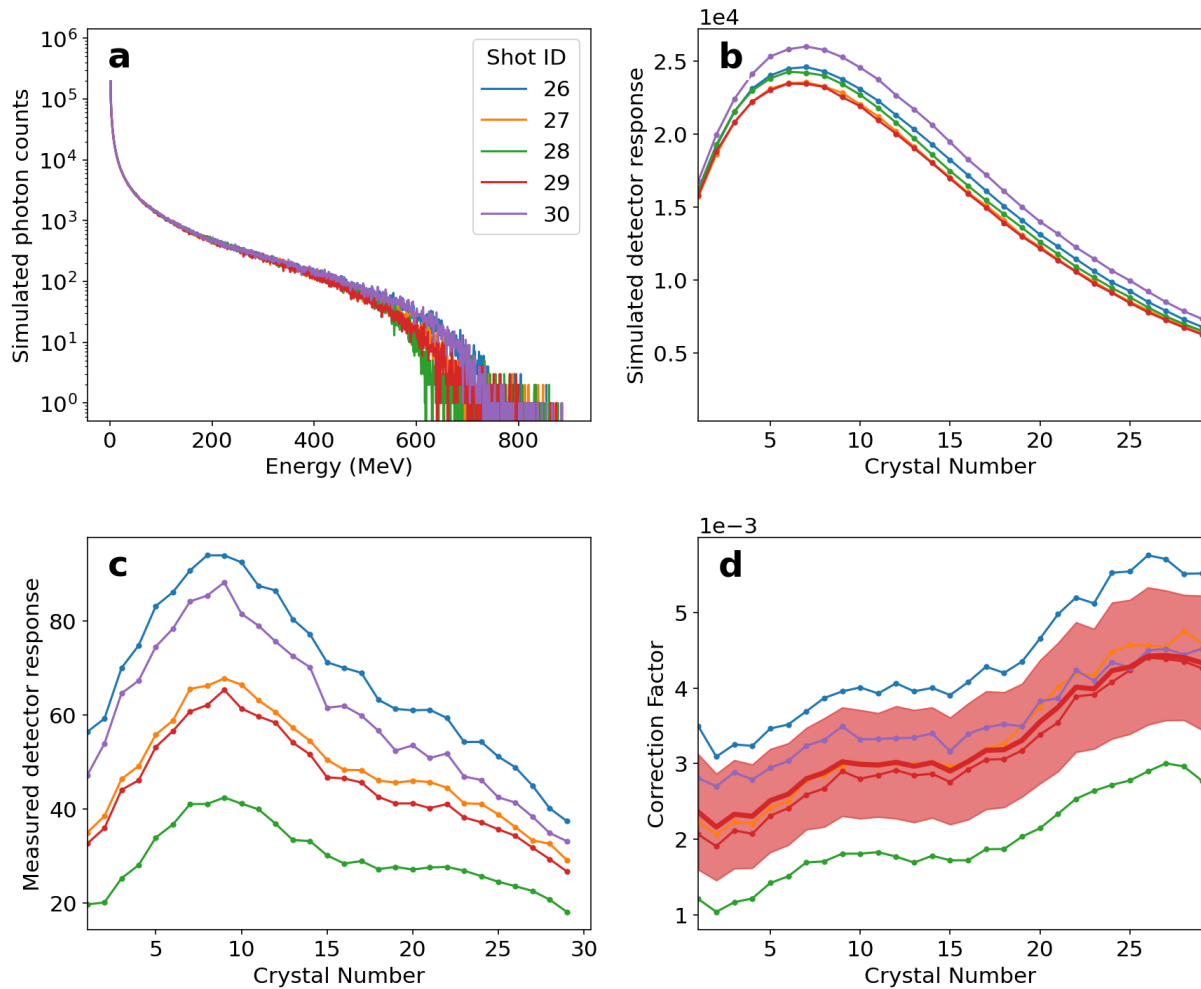 a
Shot ID
26
27
28
29
30
10^6
10^5
10^4
10^3
10^2
10^1
10^0
Simulated photon counts
0 200 400 600 800
Energy (MeV)
1e4
b
2.5
2.0
1.5
1.0
0.5
Simulated detector response
5 10 15 20 25
Crystal Number
c
80
60
40
20
Measured detector response
5 10 15 20 25 30
Crystal Number
1e−3
d
5
4
3
2
1
Correction Factor
5 10 15 20 25
Crystal Number